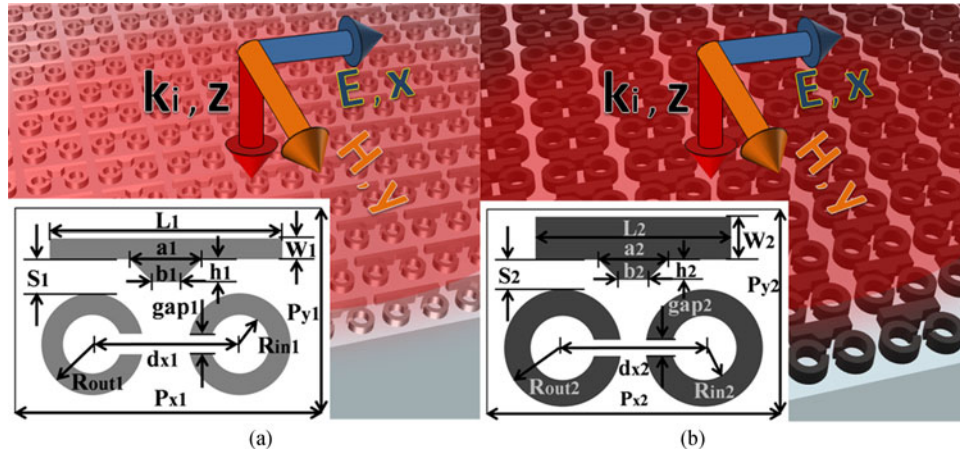 ki, z
E, x
H, y
L1
W1
a1
S1
b1
h1
gap1
Py1
dx1
Rin1
Rout1
Px1
(a)
ki, z
E, x
H, y
L2
W2
a2
S2
b2
h2
gap2
Py2
dx2
Rin2
Rout2
Px2
(b)